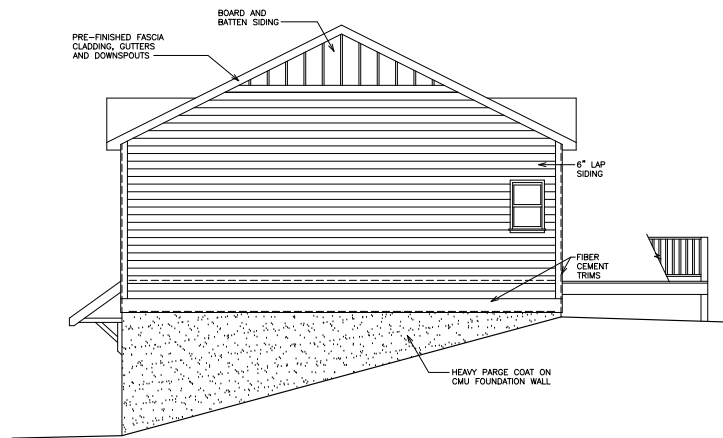 BOARD AND
BATTEN SIDING
PRE-FINISHED FASCIA
CLADDING, GUTTERS
AND DOWNSPOUTS
6" LAP
SIDING
FIBER
CEMENT
TRIMS
HEAVY PARGE COAT ON
CMU FOUNDATION WALL